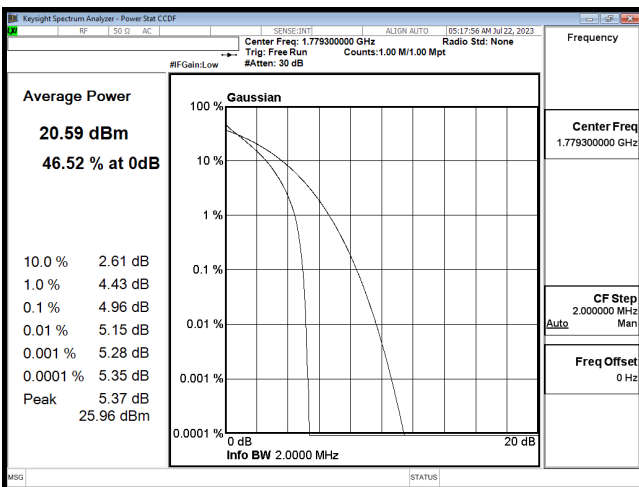 Keysight Spectrum Analyzer - Power Stat CCDF
LXI RF 50 Ω AC SENSE:INT ALIGN AUTO 05:17:56 AM Jul 22, 2023
Center Freq: 1.779300000 GHz Radio Std: None
Trig: Free Run Counts:1.00 M/1.00 Mpt
#IFGain:Low #Atten: 30 dB
Frequency
Average Power
20.59 dBm
46.52 % at 0dB
10.0 % 2.61 dB
1.0 % 4.43 dB
0.1 % 4.96 dB
0.01 % 5.15 dB
0.001 % 5.28 dB
0.0001 % 5.35 dB
Peak 5.37 dB
25.96 dBm
Gaussian
100 %
10 %
1 %
0.1 %
0.01 %
0.001 %
0.0001 %
0 dB 20 dB
Info BW 2.0000 MHz
Center Freq
1.779300000 GHz
CF Step
2.000000 MHz
Auto Man
Freq Offset
0 Hz
MSG STATUS